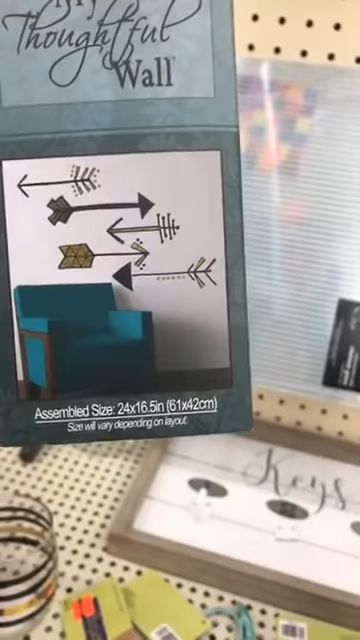 Thoughtful
Wall
Assembled Size: 24x16.5in (61x42cm)
Size will vary depending on layout.
Keys